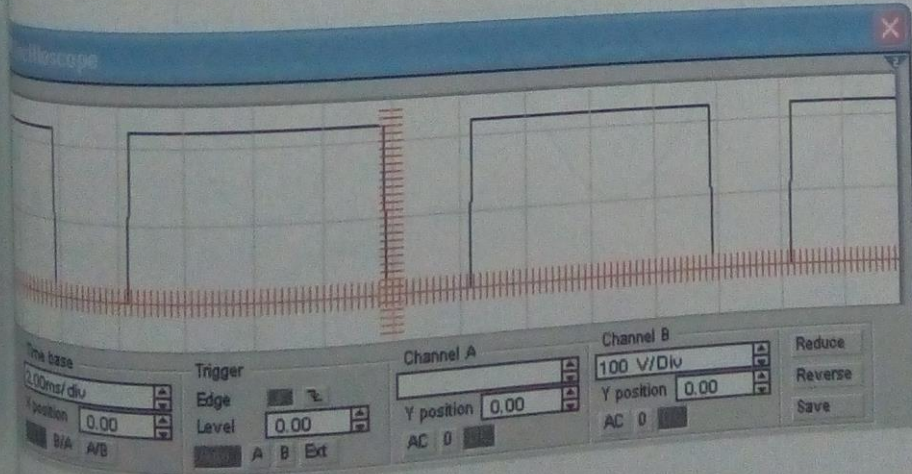 Oscilloscope
Time base
2.00ms/div
X position 0.00
B/A A/B
Trigger
Edge
Level 0.00
A B Ext
Channel A
Y position 0.00
AC 0
Channel B
100 V/Div
Y position 0.00
AC 0
Reduce
Reverse
Save